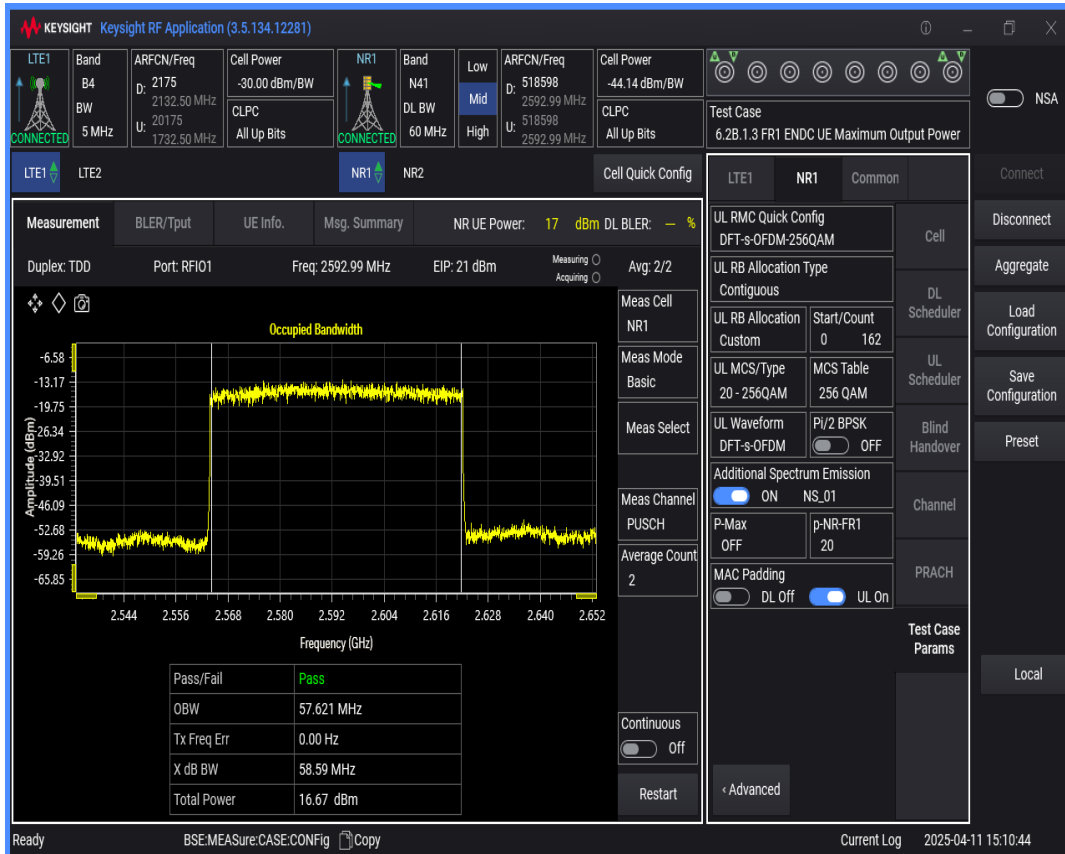 KEYSIGHT Keysight RF Application (3.5.134.12281)
LTE1
CONNECTED
Band
B4
BW
5 MHz
ARFCN/Freq
D: 2175
2132.50 MHz
U: 20175
1732.50 MHz
Cell Power
-30.00 dBm/BW
CLPC
All Up Bits
NR1
CONNECTED
Band
N41
DL BW
60 MHz
Low
Mid
High
ARFCN/Freq
D: 518598
2592.99 MHz
U: 518598
2592.99 MHz
Cell Power
-44.14 dBm/BW
CLPC
All Up Bits
Test Case
6.2B.1.3 FR1 ENDC UE Maximum Output Power
NSA
LTE1 LTE2 NR1 NR2 Cell Quick Config
Measurement BLER/Tput UE Info. Msg. Summary NR UE Power: 17 dBm DL BLER: — %
Duplex: TDD Port: RFIO1 Freq: 2592.99 MHz EIP: 21 dBm Measuring Avg: 2/2
Acquiring
Occupied Bandwidth
Amplitude (dBm)
-6.58
-13.17
-19.75
-26.34
-32.92
-39.51
-46.09
-52.68
-59.26
-65.85
2.544 2.556 2.568 2.580 2.592 2.604 2.616 2.628 2.640 2.652
Frequency (GHz)
Pass/Fail Pass
OBW 57.621 MHz
Tx Freq Err 0.00 Hz
X dB BW 58.59 MHz
Total Power 16.67 dBm
Meas Cell
NR1
Meas Mode
Basic
Meas Select
Meas Channel
PUSCH
Average Count
2
Continuous
Off
Restart
LTE1 NR1 Common
UL RMC Quick Config
DFT-s-OFDM-256QAM
UL RB Allocation Type
Contiguous
UL RB Allocation
Custom
Start/Count
0 162
UL MCS/Type
20 - 256QAM
MCS Table
256 QAM
UL Waveform
DFT-s-OFDM
Pi/2 BPSK
OFF
Additional Spectrum Emission
ON NS_01
P-Max
OFF
p-NR-FR1
20
MAC Padding
DL Off UL On
< Advanced
Cell
DL
Scheduler
UL
Scheduler
Blind
Handover
Channel
PRACH
Test Case
Params
Connect
Disconnect
Aggregate
Load
Configuration
Save
Configuration
Preset
Local
Ready BSE:MEASure:CASE:CONFig Copy Current Log 2025-04-11 15:10:44